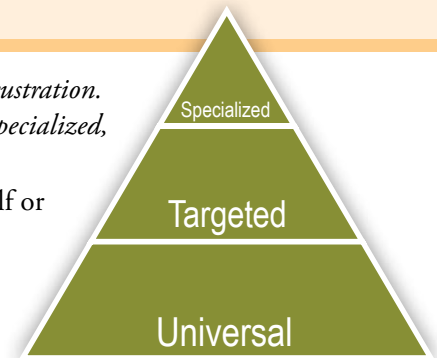 ustration.
pecialized,
lf or
Specialized
Targeted
Universal